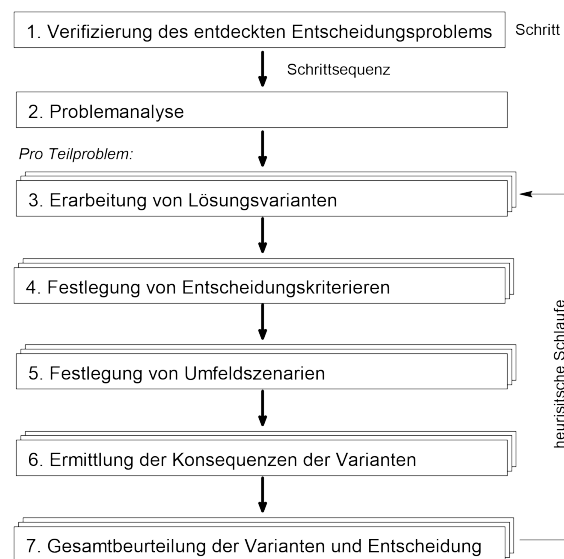 1. Verifizierung des entdeckten Entscheidungsproblems
Schritt
Schrittsequenz
2. Problemanalyse
Pro Teilproblem:
3. Erarbeitung von Lösungsvarianten
4. Festlegung von Entscheidungskriterieren
5. Festlegung von Umfeldszenarien
6. Ermittlung der Konsequenzen der Varianten
7. Gesamtbeurteilung der Varianten und Entscheidung
heurisitsche Schlaufe